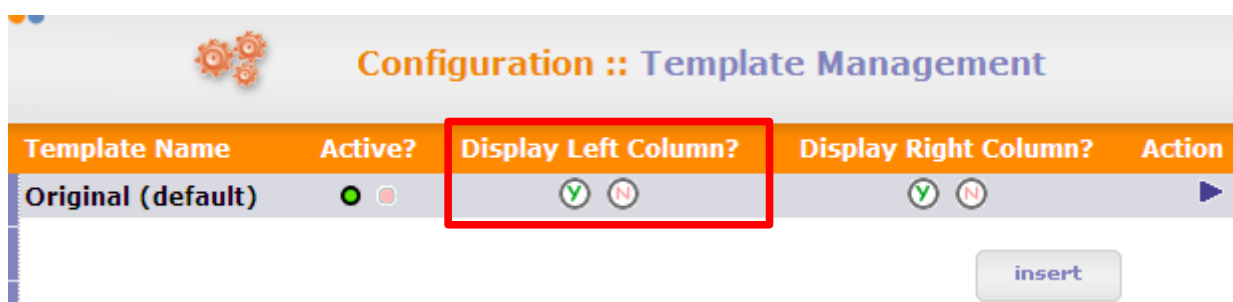 Configuration :: Template Management
Template Name Active? Display Left Column? Display Right Column? Action
Original (default) Y N Y N
insert